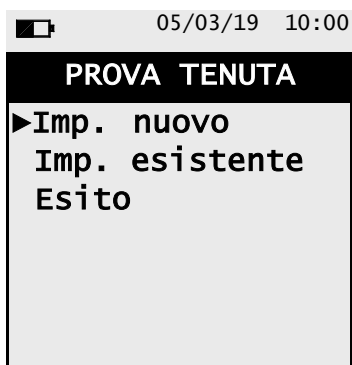 05/03/19 10:00
PROVA TENUTA
►Imp. nuovo
Imp. esistente
Esito